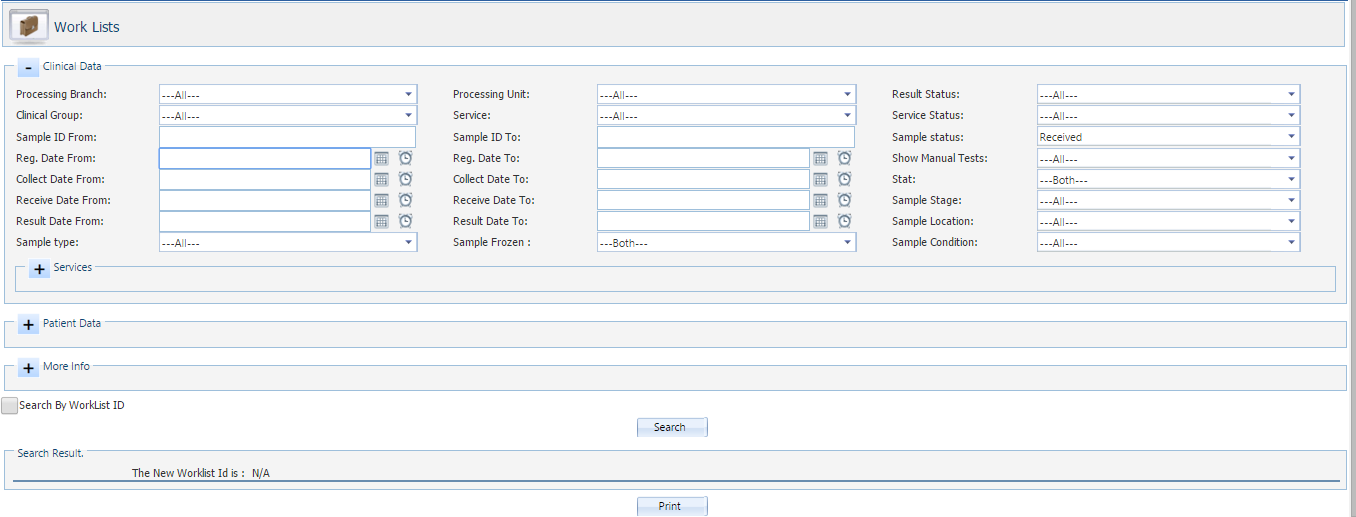 Work Lists
- Clinical Data
Processing Branch: ---All--- Processing Unit: ---All--- Result Status: ---All---
Clinical Group: ---All--- Service: ---All--- Service Status: ---All---
Sample ID From: Sample ID To: Sample status: Received
Reg. Date From: Reg. Date To: Show Manual Tests: ---All---
Collect Date From: Collect Date To: Stat: ---Both---
Receive Date From: Receive Date To: Sample Stage: ---All---
Result Date From: Result Date To: Sample Location: ---All---
Sample type: ---All--- Sample Frozen : ---Both--- Sample Condition: ---All---
+ Services
+ Patient Data
+ More Info
Search By WorkList ID
Search
Search Result.
The New Worklist Id is : N/A
Print